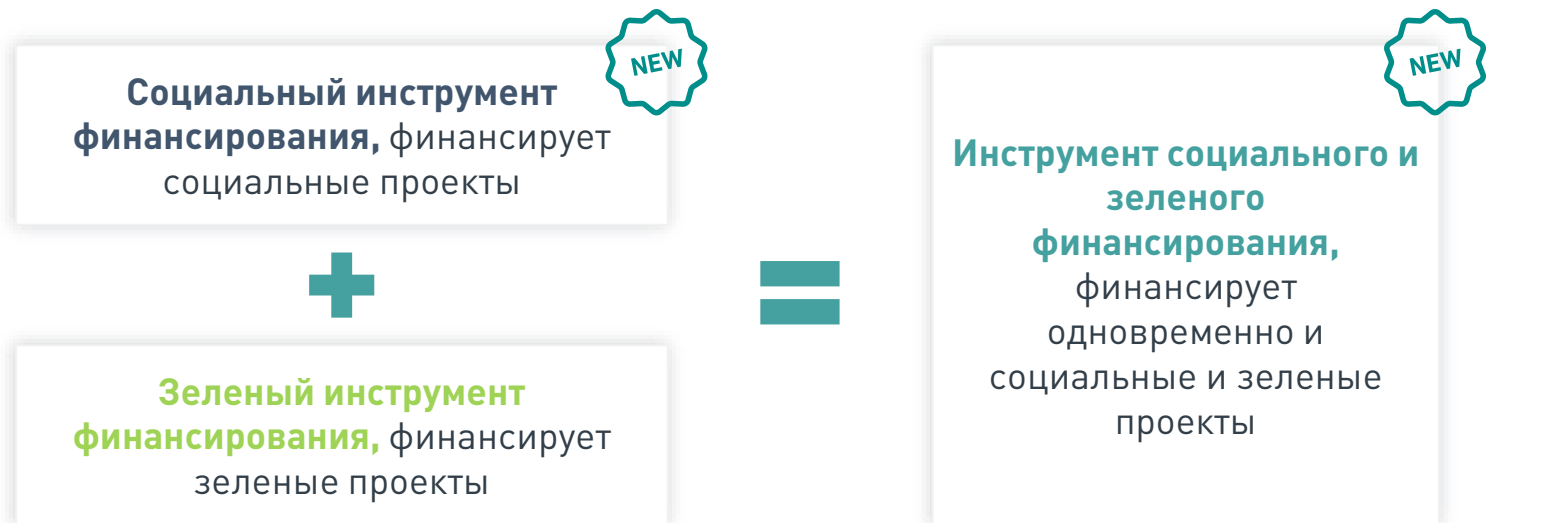 NEW
Социальный инструмент
финансирования, финансирует
социальные проекты
Зеленый инструмент
финансирования, финансирует
зеленые проекты
NEW
Инструмент социального и
зеленого
финансирования,
финансирует
одновременно и
социальные и зеленые
проекты